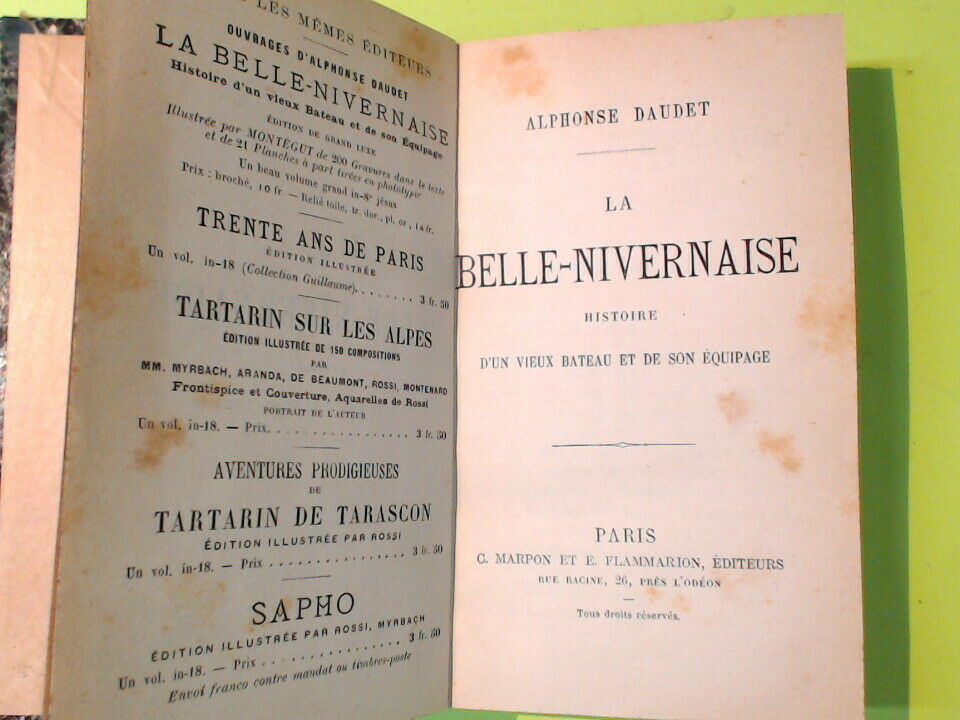 LES MÊMES ÉDITEURS
OUVRAGES D'ALPHONSE DAUDET
LA BELLE-NIVERNAISE
Histoire d'un vieux Bateau et de son Équipage
ÉDITION DE GRAND LUXE
Illustrée par MONTÉGUT de 200 Gravures dans le texte
et de 21 Planches à part tirées en phototypie
Un beau volume grand in-8° jésus
Prix : broché, 10 fr — Relié toile, tr. dor., pl. or, 14 fr.
TRENTE ANS DE PARIS
ÉDITION ILLUSTRÉE
Un vol. in-18 (Collection Guillaume). . . . . . . . 3 fr. 50
TARTARIN SUR LES ALPES
ÉDITION ILLUSTRÉE DE 150 COMPOSITIONS
PAR
MM. MYRBACH, ARANDA, DE BEAUMONT, ROSSI, MONTENARD
Frontispice et Couverture, Aquarelles de Rossi
PORTRAIT DE L'AUTEUR
Un vol. in-18. — Prix. . . . . . . . . . . . . . . . 3 fr. 50
AVENTURES PRODIGIEUSES
DE
TARTARIN DE TARASCON
ÉDITION ILLUSTRÉE PAR ROSSI
Un vol. in-18. — Prix . . . . . . . . . . . . . . . 3 fr. 50
SAPHO
ÉDITION ILLUSTRÉE PAR ROSSI, MYRBACH
Un vol. in-18. — Prix . . . . . . . . . . . . . . . 3 fr. 50
Envoi franco contre mandat ou timbres-poste
ALPHONSE DAUDET
LA
BELLE-NIVERNAISE
HISTOIRE
D'UN VIEUX BATEAU ET DE SON ÉQUIPAGE
PARIS
C. MARPON ET E. FLAMMARION, ÉDITEURS
RUE RACINE, 26, PRÈS L'ODÉON
Tous droits réservés.